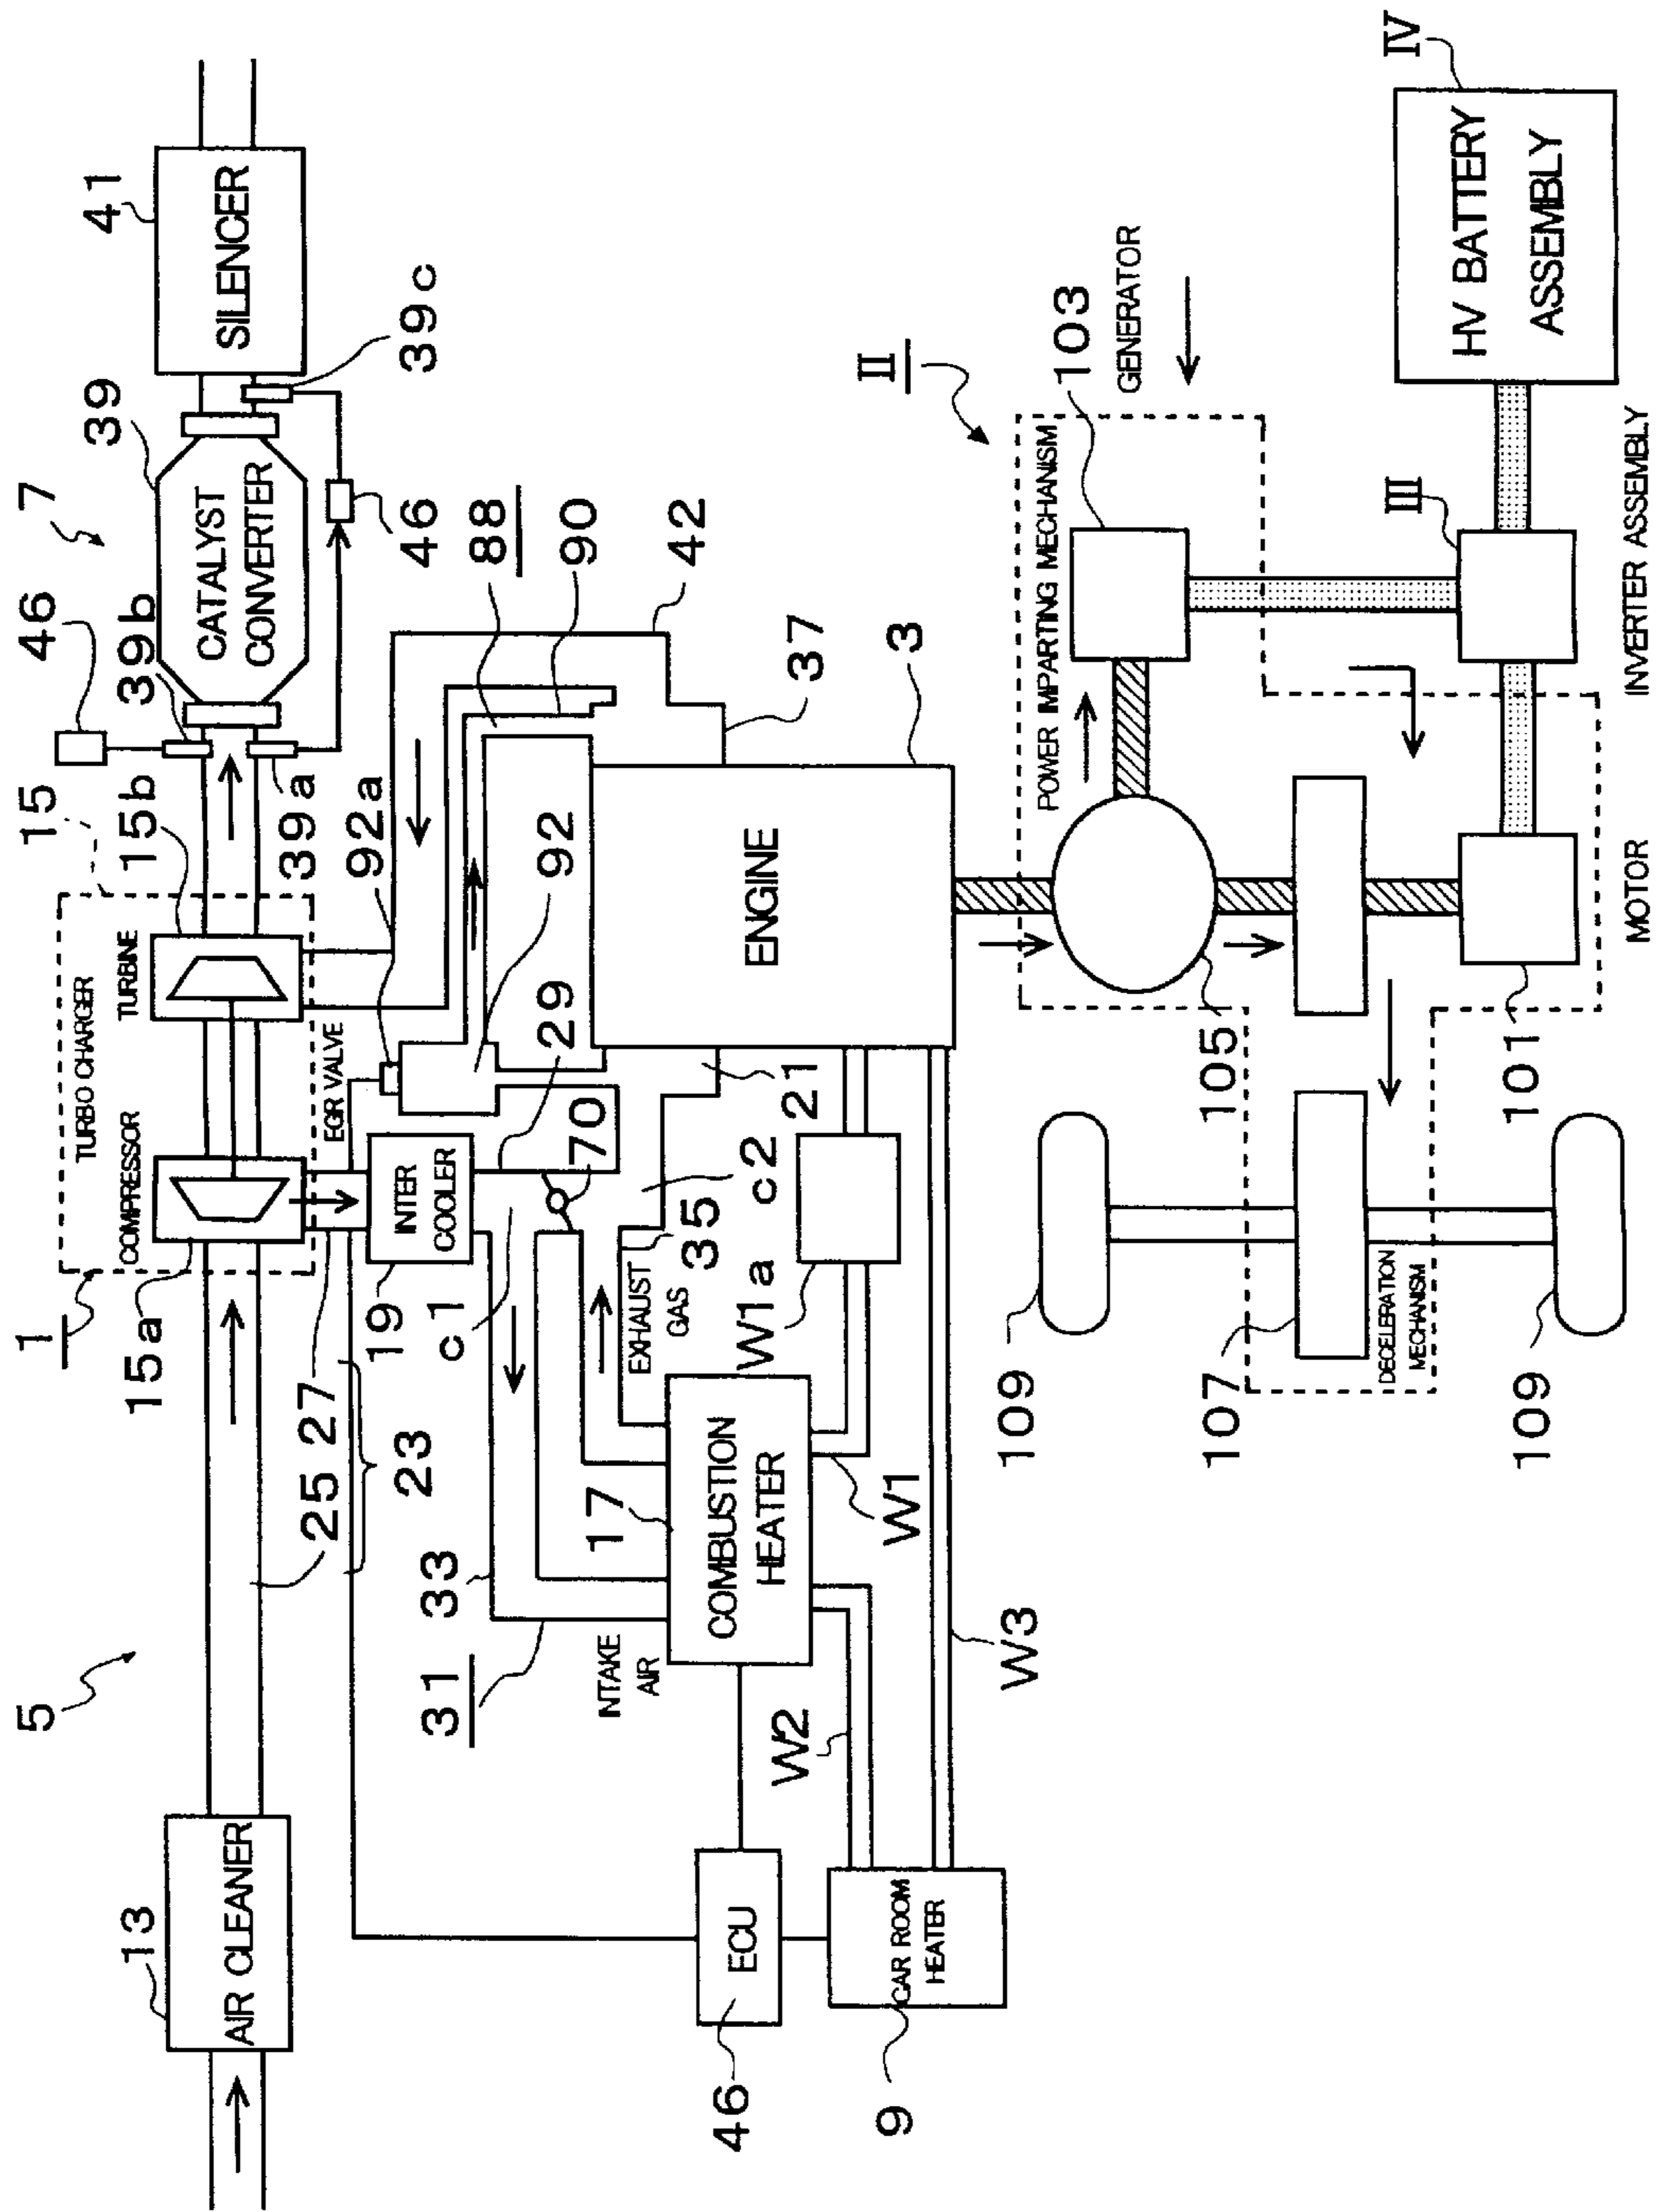 5
13
AIR CLEANER
25
27
23
1
15a
COMPRESSOR
TURBO CHARGER
TURBINE
15
15b
46
39b
39a
7
39
CATALYST
CONVERTER
46
39c
41
SILENCER
EGR VALVE
92a
19
INTER
COOLER
c1
29
70
92
88
90
42
37
31
33
NTAKE
AIR
17
COMBUSTION
HEATER
EXHAUST
GAS
35
c2
21
ENGINE
3
46
ECU
9
CAR ROOM
HEATER
W2
W3
W1
W1a
II
POWER IMPARTING MECHANISM
103
GENERATOR
105
109
107
DECELERATION
MECHANISM
109
101
MOTOR
III
INVERTER ASSEMBLY
IV
HV BATTERY
ASSEMBLY